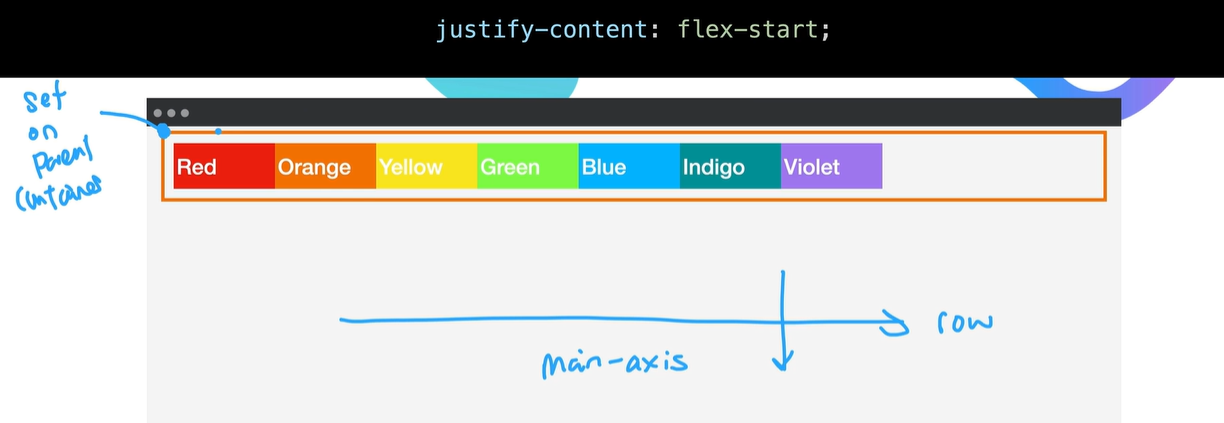 justify-content: flex-start;
set
on
parent
container
Red Orange Yellow Green Blue Indigo Violet
row
main-axis